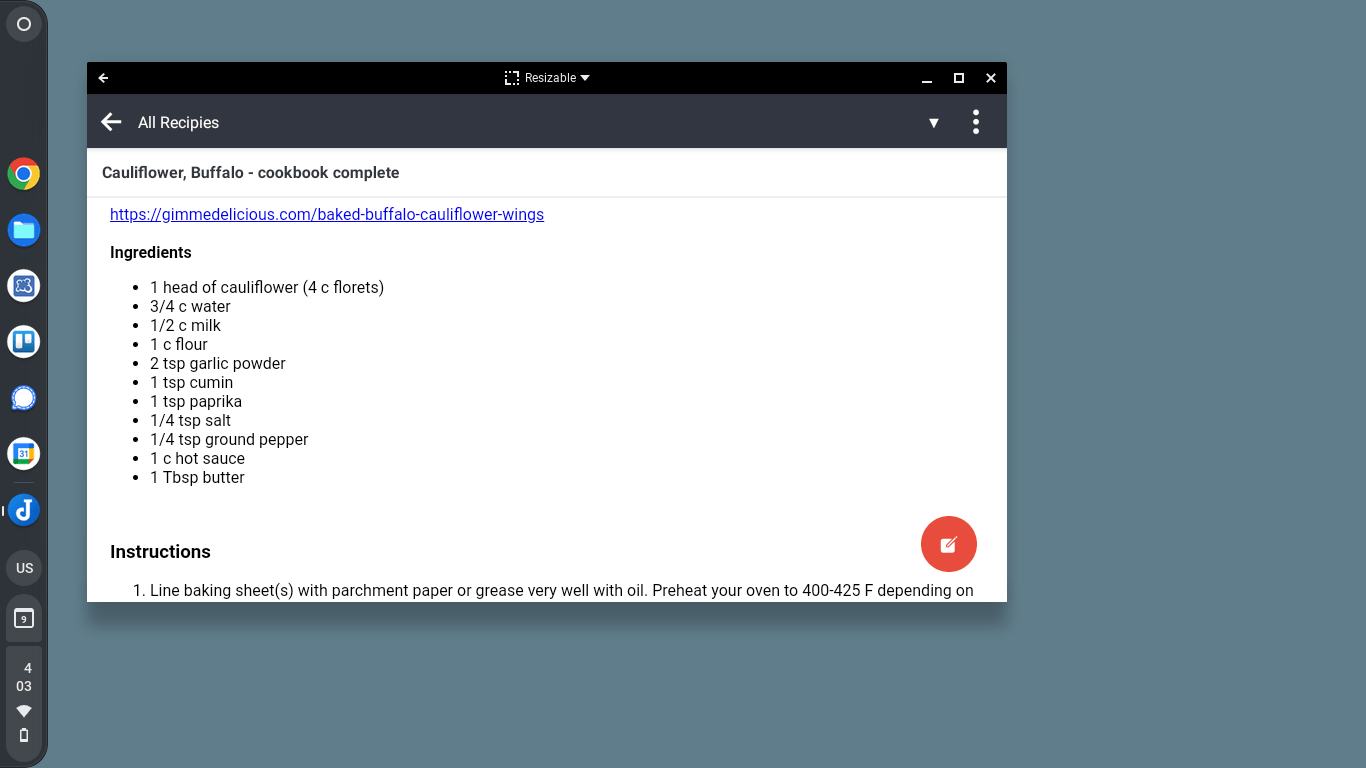 Resizable
All Recipies
Cauliflower, Buffalo - cookbook complete
https://gimmedelicious.com/baked-buffalo-cauliflower-wings
Ingredients
• 1 head of cauliflower (4 c florets)
• 3/4 c water
• 1/2 c milk
• 1 c flour
• 2 tsp garlic powder
• 1 tsp cumin
• 1 tsp paprika
• 1/4 tsp salt
• 1/4 tsp ground pepper
• 1 c hot sauce
• 1 Tbsp butter
Instructions
1. Line baking sheet(s) with parchment paper or grease very well with oil. Preheat your oven to 400-425 F depending on
31
US
9
4
03